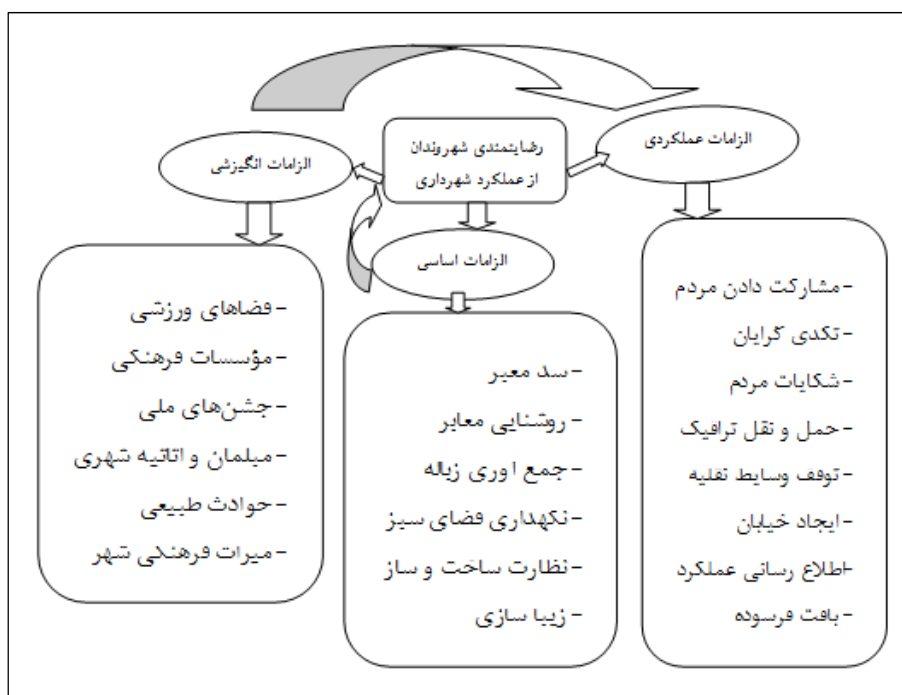 الزامات عملکردی
رضایتمندی شهروندان
از عملکرد شهرداری
الزامات انگیزشی
الزامات اساسی
-مشارکت دادن مردم
-تکدی گرایان
-شکایات مردم
-حمل و نقل ترافیک
-توقف وسایط نقلیه
-ایجاد خیابان
-اطلاع رسانی عملکرد
-بافت فرسوده
-سد معبر
-روشنایی معابر
-جمع اوری زباله
-نگهداری فضای سبز
-نظارت ساخت و ساز
-زیبا سازی
-فضاهای ورزشی
-مؤسسات فرهنگی
-جشن‌های ملی
-مبلمان و اثاثیه شهری
-حوادث طبیعی
-میراث فرهنگی شهر